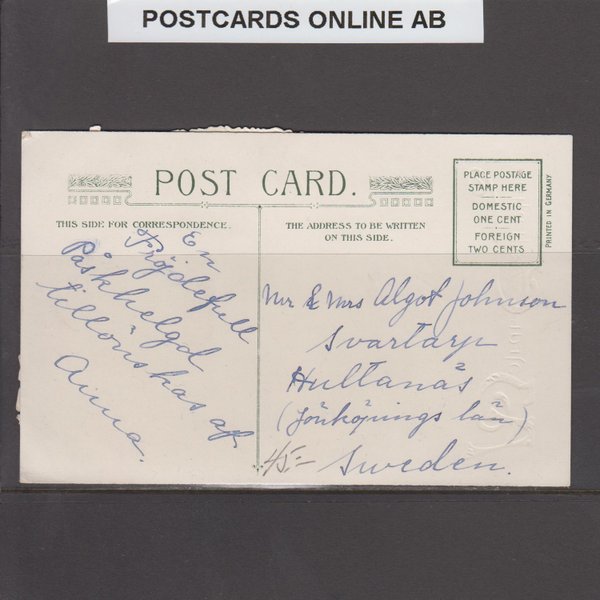 POSTCARDS ONLINE AB
POST CARD.
THIS SIDE FOR CORRESPONDENCE.
THE ADDRESS TO BE WRITTEN
ON THIS SIDE.
PLACE POSTAGE
STAMP HERE
DOMESTIC
ONE CENT
FOREIGN
TWO CENTS
PRINTED IN GERMANY
En
Fröjdefull
Påskhelgd
tillönskas af
Anna.
Mr & Mrs Algot Johnson
Svartarp
Hultanäs
(Jönköpings län)
45:-
Sweden.